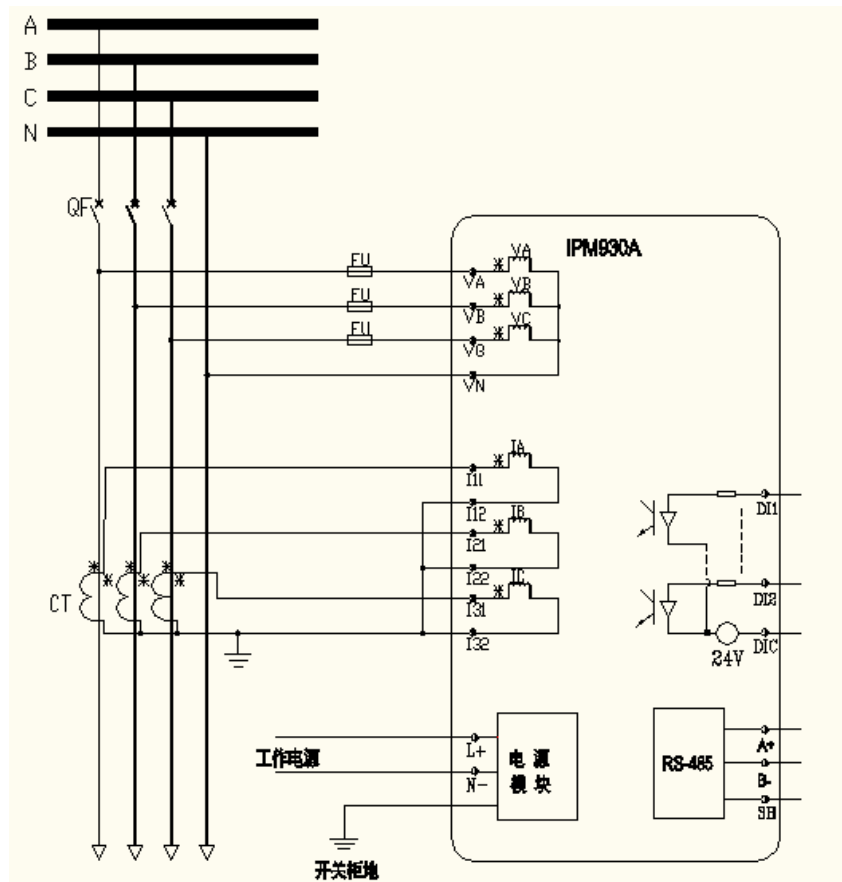 A
B
C
N
QF
IPM930A
FU
VA
VA
FU
VB
VB
FU
VC
VC
VN
IA
I11
I12
IB
I21
I22
IC
I31
I32
CT
DI1
DI2
DIC
24V
工作电源
L+
N-
电 源
模 块
RS-485
A+
B-
SH
开关柜地